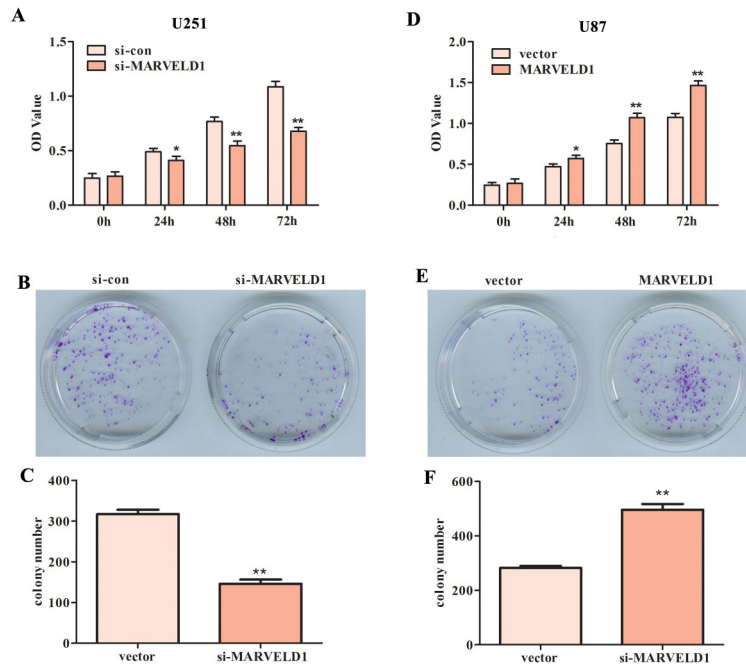 A
U251
si-con
si-MARVELD1
OD Value
1.5
1.0
0.5
0.0
*
**
**
0h
24h
48h
72h
D
U87
vector
MARVELD1
OD Value
2.0
1.5
1.0
0.5
0.0
*
**
**
0h
24h
48h
72h
B
si-con
si-MARVELD1
E
vector
MARVELD1
C
colony number
400
300
200
100
0
**
vector
si-MARVELD1
F
colony number
600
400
200
0
**
vector
si-MARVELD1